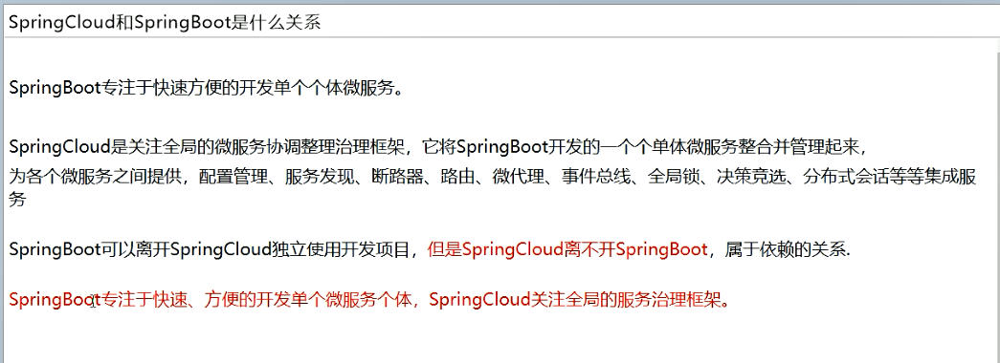 SpringCloud和SpringBoot是什么关系
SpringBoot专注于快速方便的开发单个个体微服务。
SpringCloud是关注全局的微服务协调整理治理框架，它将SpringBoot开发的一个个单体微服务整合并管理起来，
为各个微服务之间提供，配置管理、服务发现、断路器、路由、微代理、事件总线、全局锁、决策竞选、分布式会话等等集成服
务
SpringBoot可以离开SpringCloud独立使用开发项目，但是SpringCloud离不开SpringBoot，属于依赖的关系.
SpringBoot专注于快速、方便的开发单个微服务个体，SpringCloud关注全局的服务治理框架。